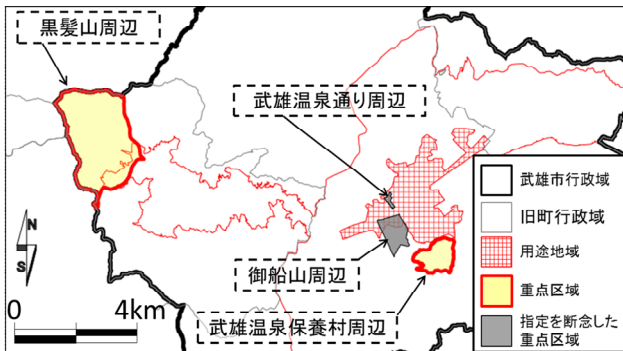 黒髪山周辺
武雄温泉通り周辺
御船山周辺
武雄温泉保養村周辺
N
S
0 4km
武雄市行政域
旧町行政域
用途地域
重点区域
指定を断念した
重点区域